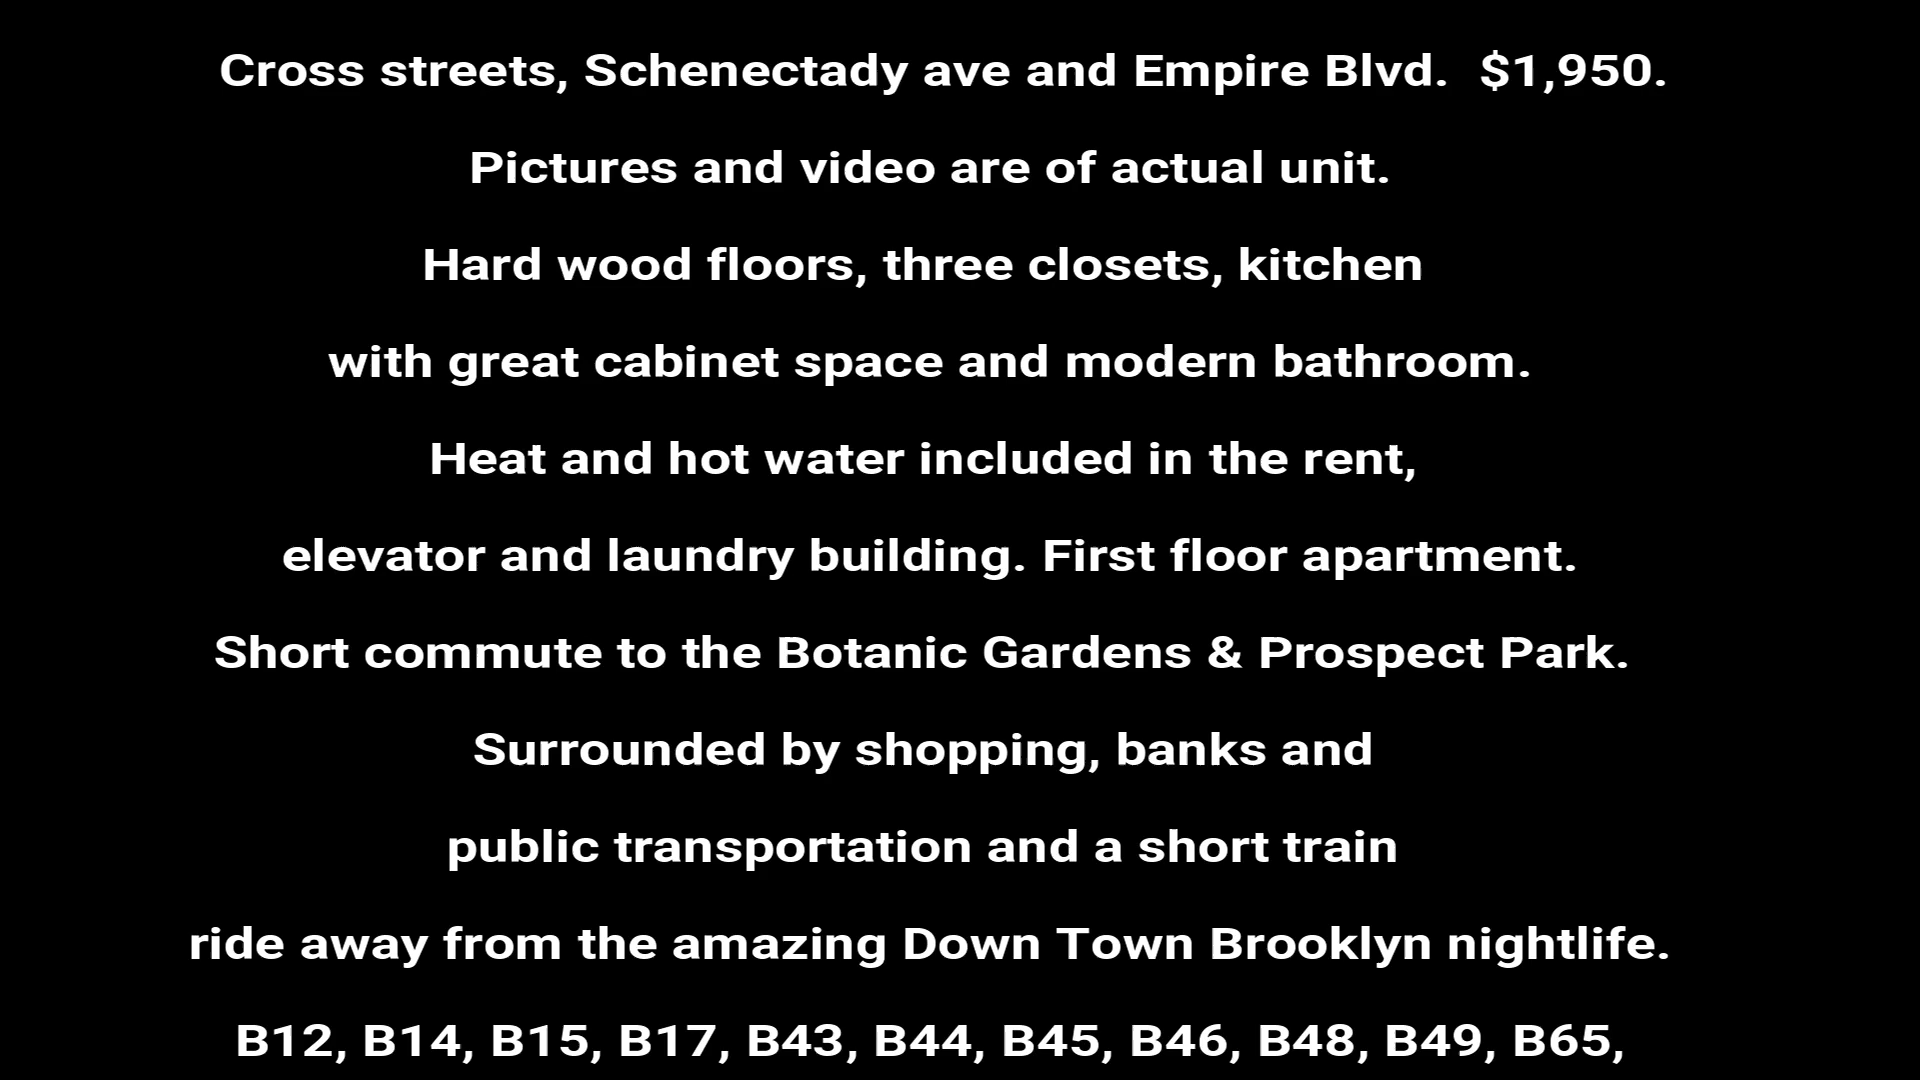 Cross streets, Schenectady ave and Empire Blvd.  $1,950.
Pictures and video are of actual unit.
Hard wood floors, three closets, kitchen
with great cabinet space and modern bathroom.
Heat and hot water included in the rent,
elevator and laundry building. First floor apartment.
Short commute to the Botanic Gardens & Prospect Park.
Surrounded by shopping, banks and
public transportation and a short train
ride away from the amazing Down Town Brooklyn nightlife.
B12, B14, B15, B17, B43, B44, B45, B46, B48, B49, B65,